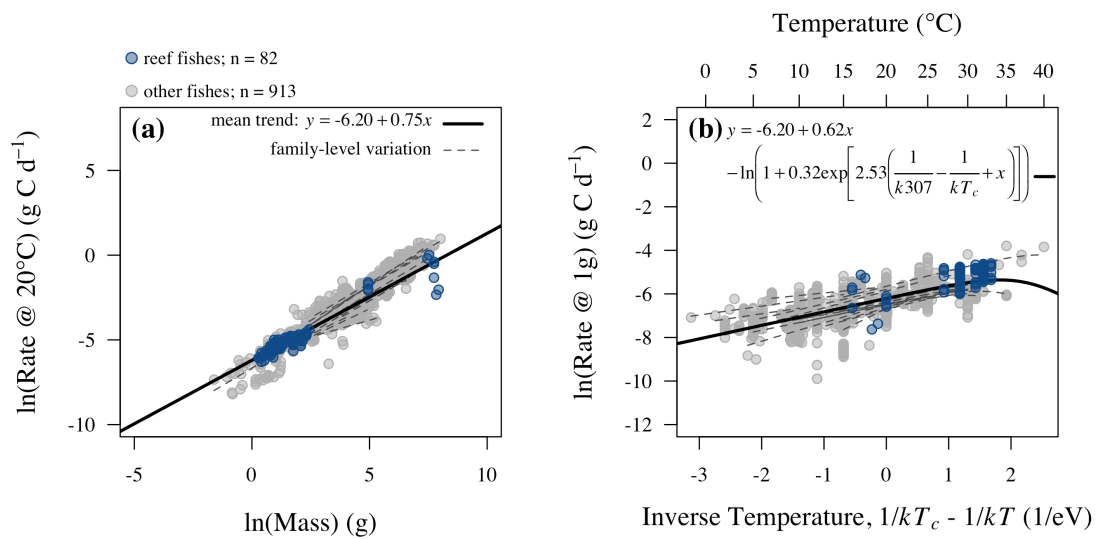 reef fishes; n = 82
other fishes; n = 913
(a)
mean trend: y = -6.20 + 0.75x
family-level variation
ln(Rate @ 20°C) (g C d⁻¹)
5
0
-5
-10
-5
0
5
10
ln(Mass) (g)
Temperature (°C)
0
5
10
15
20
25
30
35
40
(b)
y = -6.20 + 0.62x
-ln(1 + 0.32exp[2.53(1/k307 - 1/kTc + x)])
ln(Rate @ 1g) (g C d⁻¹)
2
0
-2
-4
-6
-8
-10
-12
-3
-2
-1
0
1
2
Inverse Temperature, 1/kTc - 1/kT (1/eV)